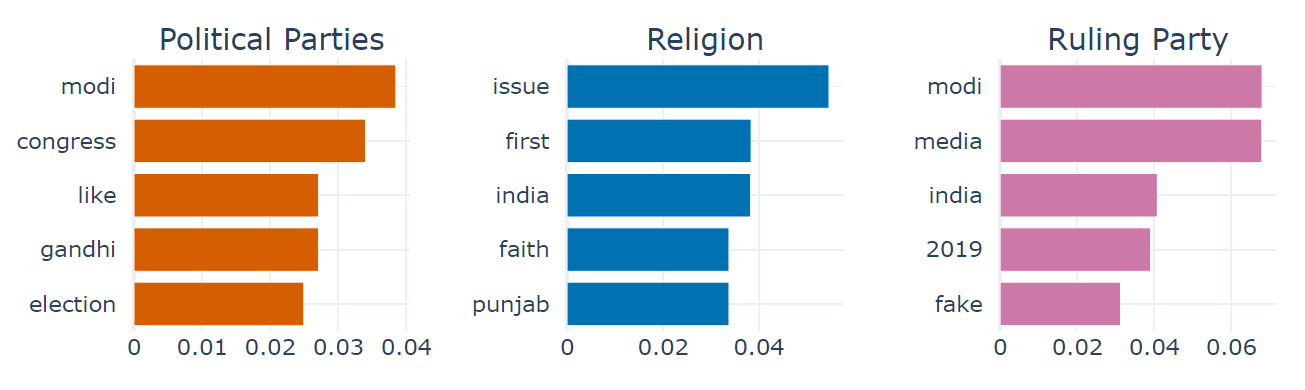 Political Parties
modi
congress
like
gandhi
election
0 0.01 0.02 0.03 0.04
Religion
issue
first
india
faith
punjab
0 0.02 0.04
Ruling Party
modi
media
india
2019
fake
0 0.02 0.04 0.06